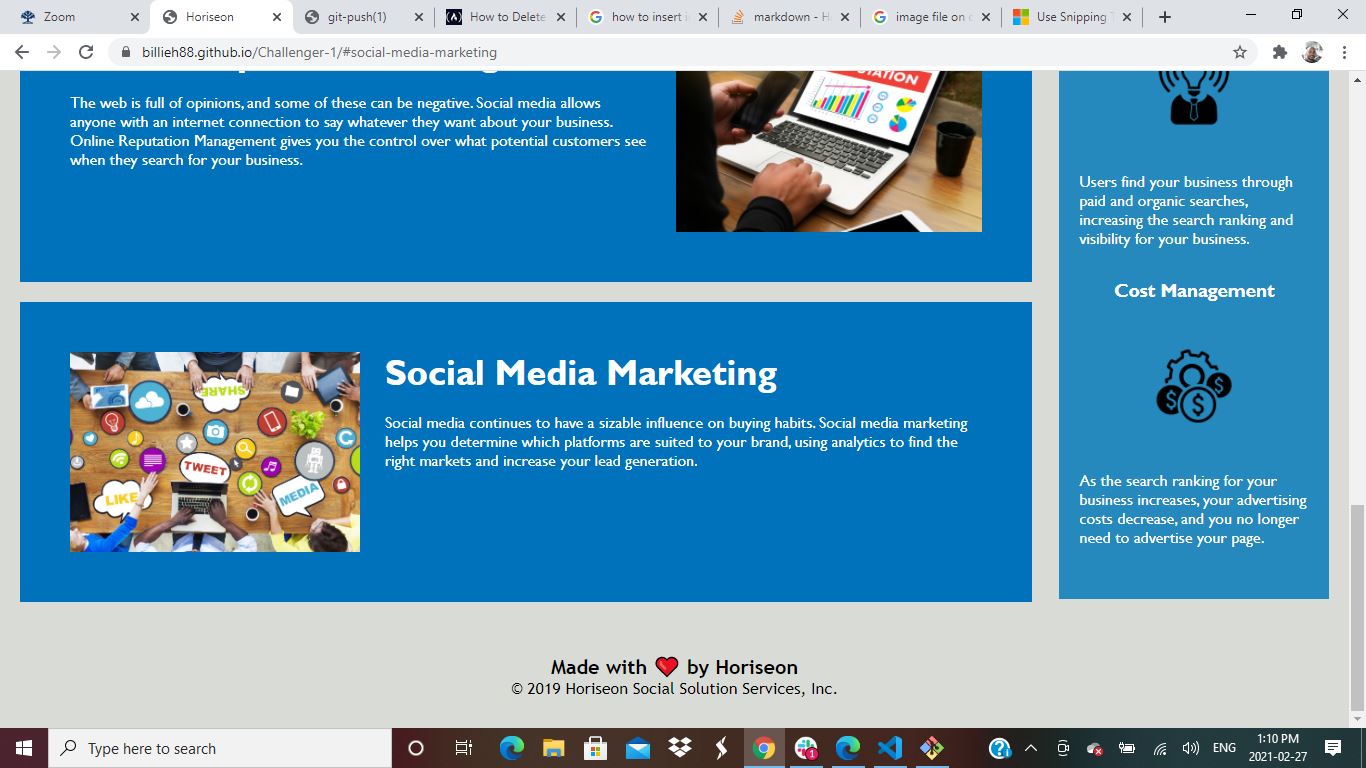 Zoom
Horiseon
git-push(1)
How to Delete
how to insert i
markdown - H
image file on
Use Snipping T
billieh88.github.io/Challenger-1/#social-media-marketing
The web is full of opinions, and some of these can be negative. Social media allows
anyone with an internet connection to say whatever they want about your business.
Online Reputation Management gives you the control over what potential customers see
when they search for your business.
Users find your business through
paid and organic searches,
increasing the search ranking and
visibility for your business.
Cost Management
As the search ranking for your
business increases, your advertising
costs decrease, and you no longer
need to advertise your page.
SHARE
TWEET
LIKE
MEDIA
Social Media Marketing
Social media continues to have a sizable influence on buying habits. Social media marketing
helps you determine which platforms are suited to your brand, using analytics to find the
right markets and increase your lead generation.
Made with ❤️ by Horiseon
© 2019 Horiseon Social Solution Services, Inc.
Type here to search
ENG
1:10 PM
2021-02-27